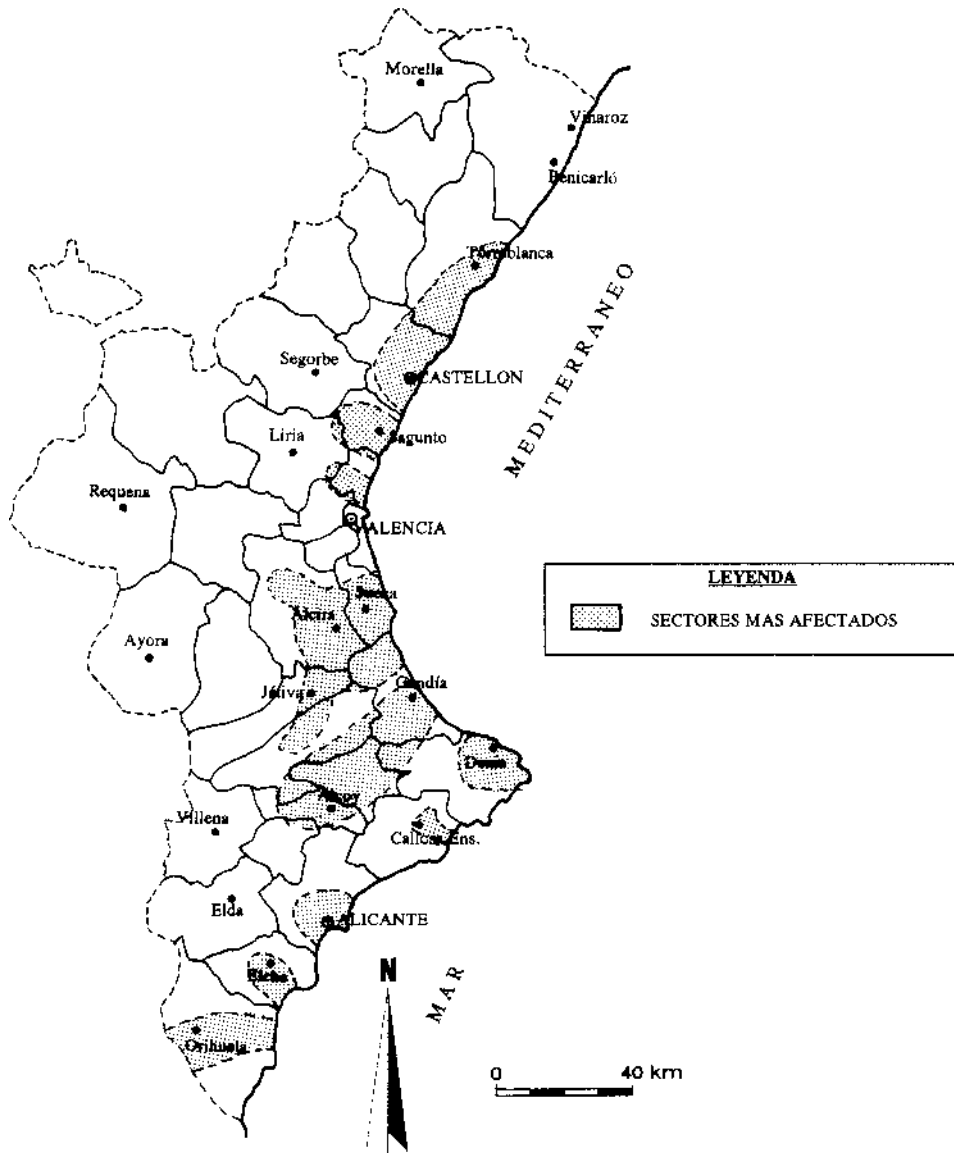 Morella
Vinaroz
Benicarló
Torreblanca
Segorbe
CASTELLON
MEDITERRANEO
Liria
Sagunto
Requena
VALENCIA
LEYENDA
SECTORES MAS AFECTADOS
Sueca
Alcira
Ayora
Játiva
Gandía
Denia
Alcoy
Villena
Callosa Ens.
Elda
ALICANTE
Elche
N
MAR
Orihuela
0 40 km